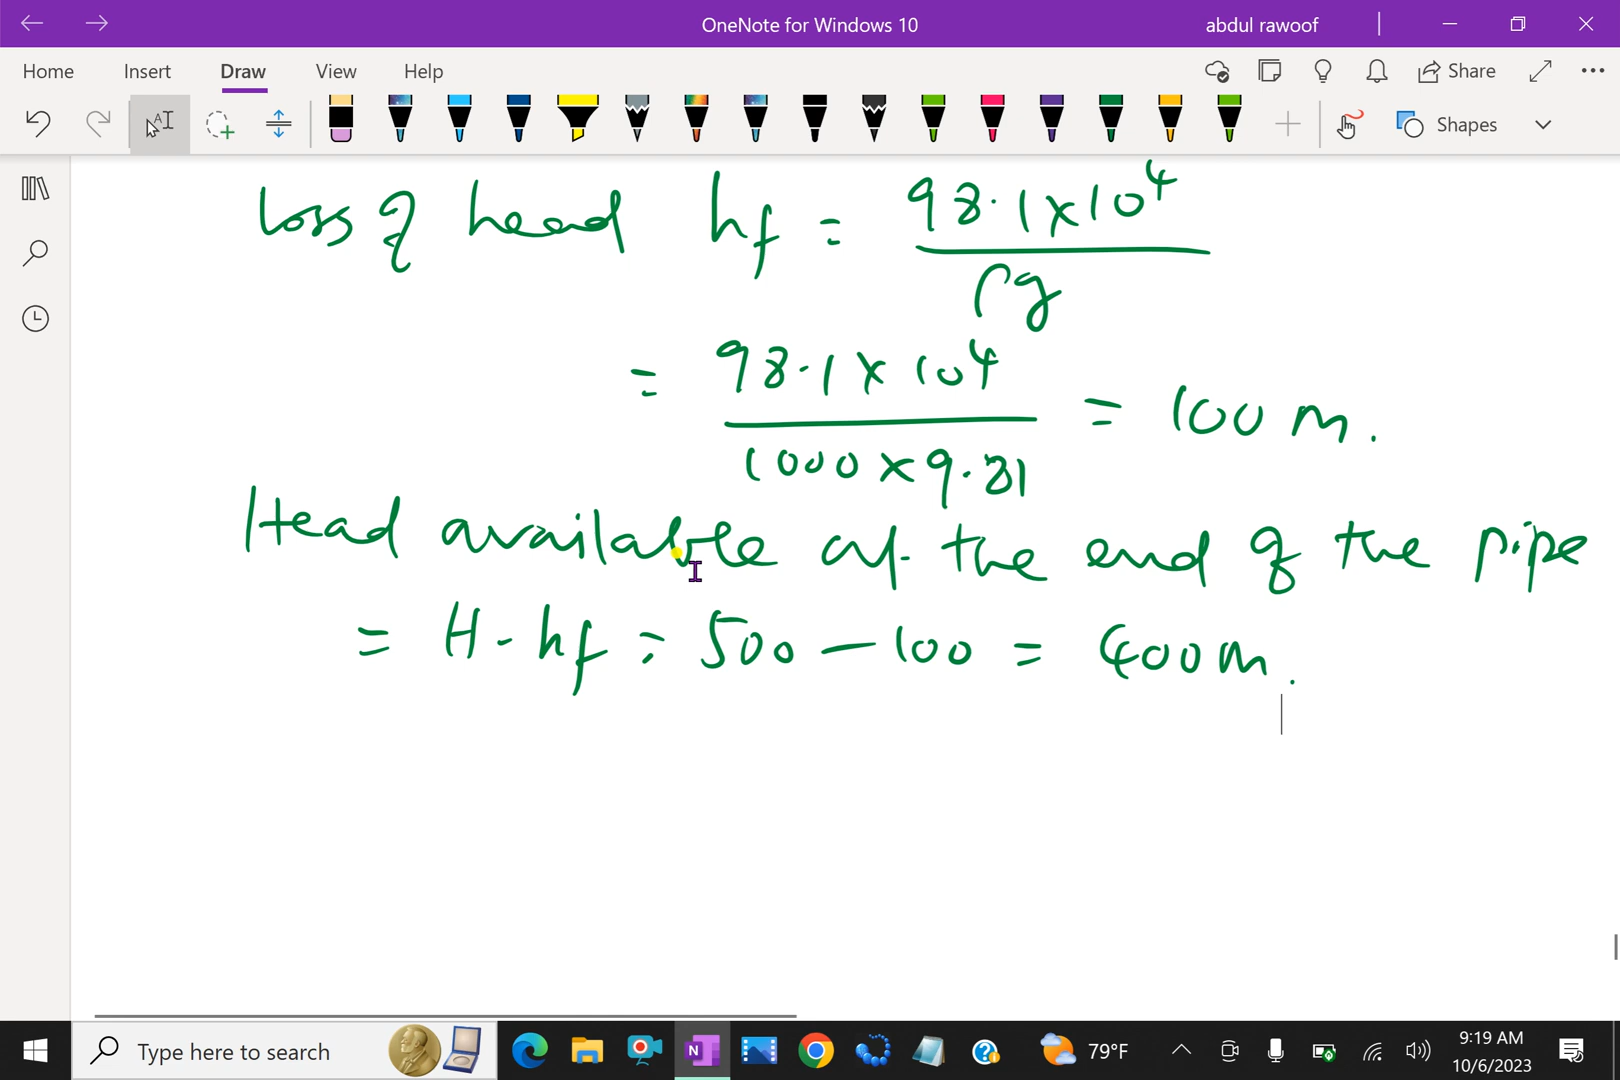 OneNote for Windows 10
abdul rawoof
Home Insert Draw View Help
Share
Shapes
loss of head hf = 98.1 x 10⁴ / ρg
= 98.1 x 10⁴ / 1000 x 9.81 = 100 m.
Head available at the end of the pipe
= H - hf = 500 - 100 = 400 m.
Type here to search
79°F
9:19 AM
10/6/2023